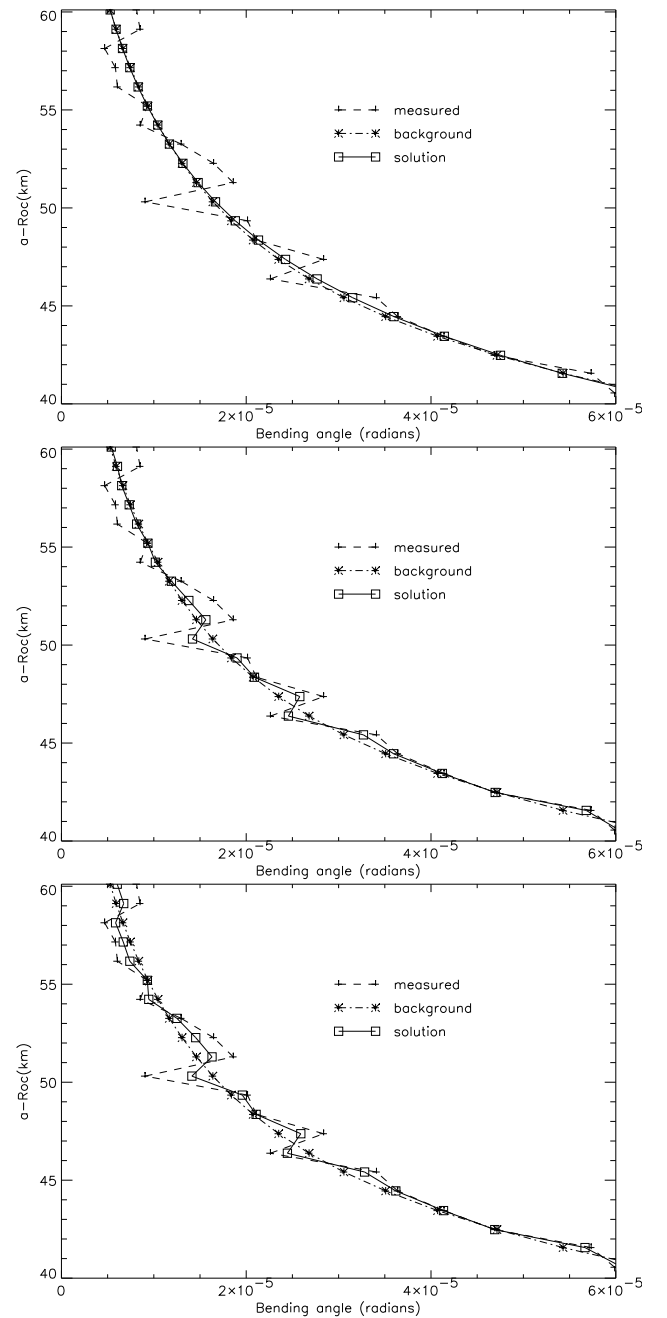 60
55
50
45
40
a-Roc(km)
measured
background
solution
0
2×10⁻⁵
4×10⁻⁵
6×10⁻⁵
Bending angle (radians)
60
55
50
45
40
a-Roc(km)
measured
background
solution
0
2×10⁻⁵
4×10⁻⁵
6×10⁻⁵
Bending angle (radians)
60
55
50
45
40
a-Roc(km)
measured
background
solution
0
2×10⁻⁵
4×10⁻⁵
6×10⁻⁵
Bending angle (radians)